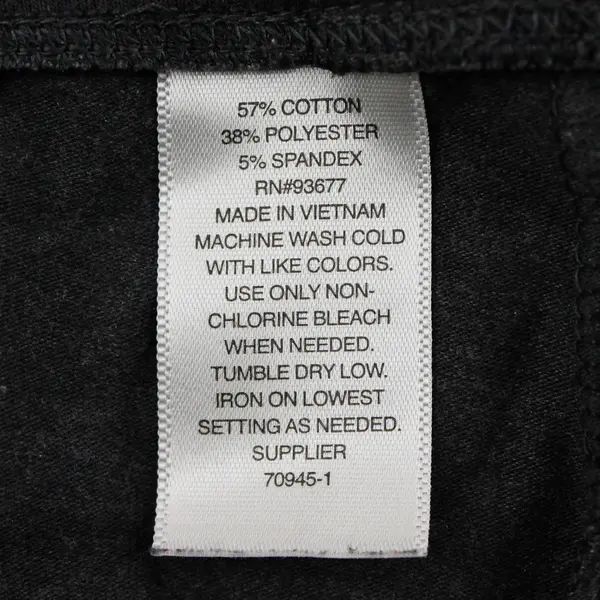 57% COTTON
38% POLYESTER
5% SPANDEX
RN#93677
MADE IN VIETNAM
MACHINE WASH COLD
WITH LIKE COLORS.
USE ONLY NON-
CHLORINE BLEACH
WHEN NEEDED.
TUMBLE DRY LOW.
IRON ON LOWEST
SETTING AS NEEDED.
SUPPLIER
70945-1